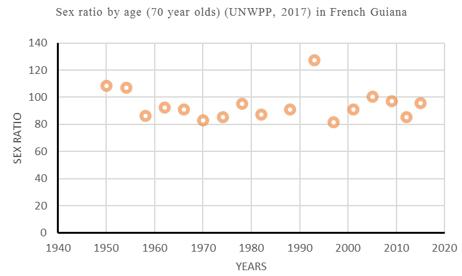 Sex ratio by age (70 year olds) (UNWPP, 2017) in French Guiana
140
120
100
80
60
40
20
0
SEX RATIO
1940 1950 1960 1970 1980 1990 2000 2010 2020
YEARS